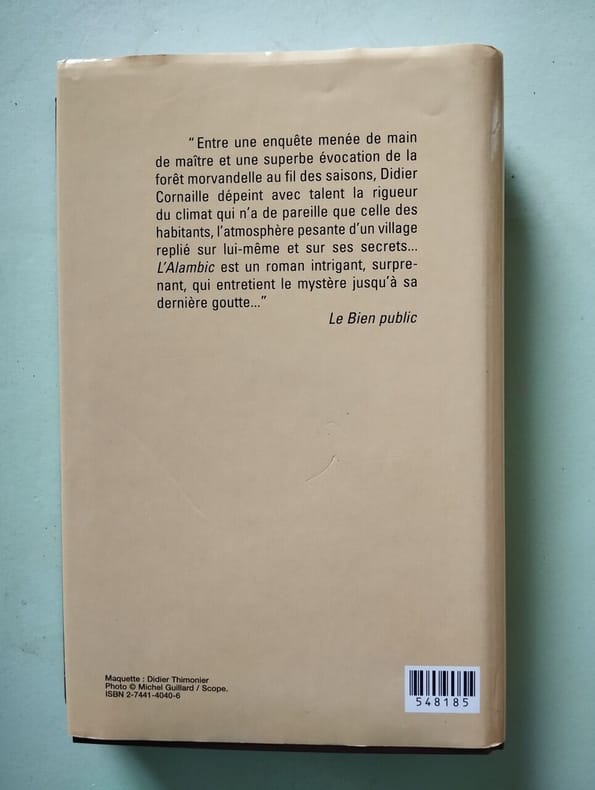 “Entre une enquête menée de main
de maître et une superbe évocation de la
forêt morvandelle au fil des saisons, Didier
Cornaille dépeint avec talent la rigueur
du climat qui n’a de pareille que celle des
habitants, l’atmosphère pesante d’un village
replié sur lui-même et sur ses secrets...
L’Alambic est un roman intrigant, surpre-
nant, qui entretient le mystère jusqu’à sa
dernière goutte...”
Le Bien public
Maquette : Didier Thimonier
Photo © Michel Guillard / Scope.
ISBN 2-7441-4040-6
548185